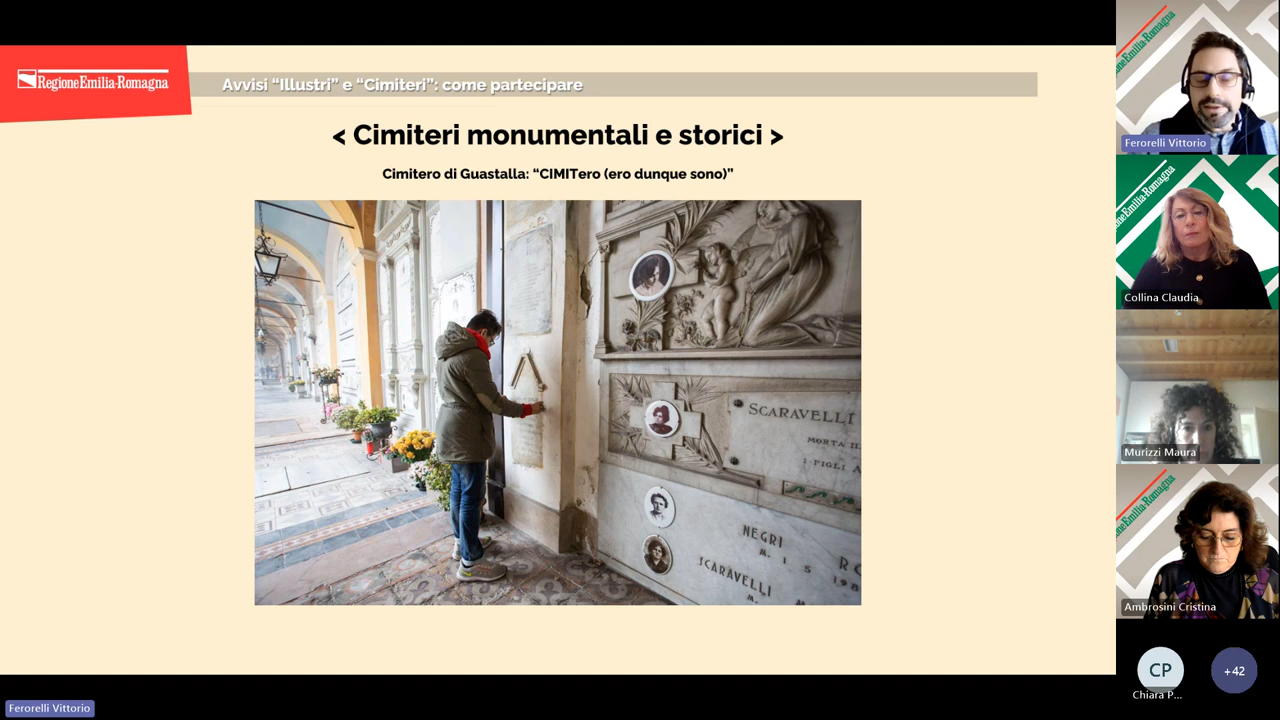 RegioneEmilia-Romagna
Avvisi “Illustri” e “Cimiteri”: come partecipare
< Cimiteri monumentali e storici >
Cimitero di Guastalla: “CIMITero (ero dunque sono)”
SCARAVELLI
MORTA IL
I FIGLI A
NEGRI
M. 1 5
SCARAVELLI
M.
RO
198
Ferorelli Vittorio
Collina Claudia
Murizzi Maura
Ambrosini Cristina
CP
+42
Chiara P...
Ferorelli Vittorio